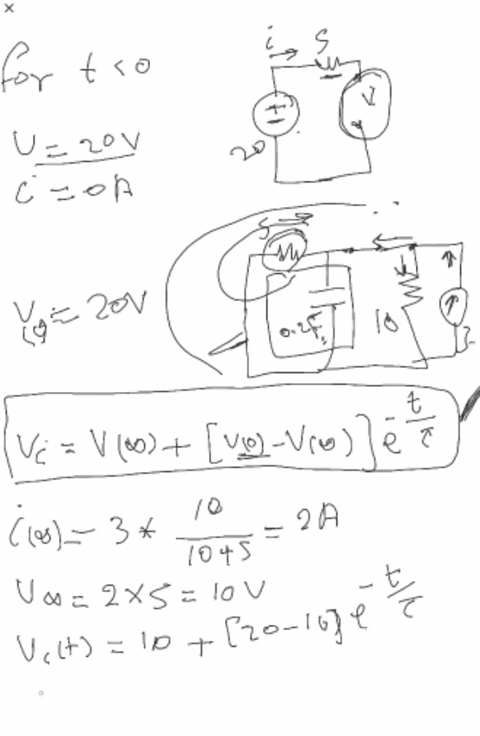 ×
for t < 0
i 5
V
20
V = 20V
i = 0A
5
V(0) = 20V
0.2F
10
3
Vc = V(∞) + [V(0) - V(∞)] e^-t/τ
i(∞) = 3 * 10/(10+5) = 2A
V∞ = 2×5 = 10V
Vc(t) = 10 + [20-10] e^-t/τ